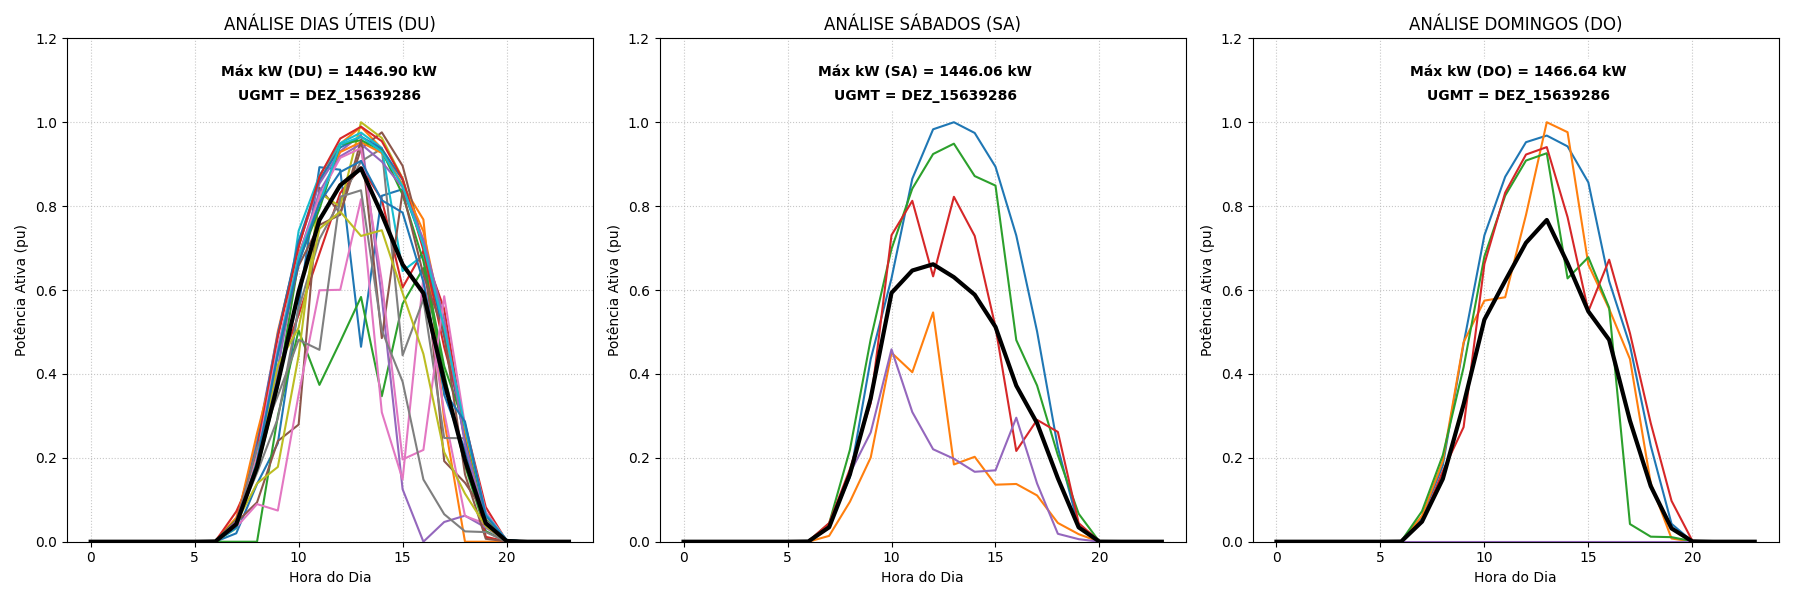 ANÁLISE DIAS ÚTEIS (DU)
Máx kW (DU) = 1446.90 kW
UGMT = DEZ_15639286
Potência Ativa (pu)
1.2
1.0
0.8
0.6
0.4
0.2
0.0
0 5 10 15 20
Hora do Dia
ANÁLISE SÁBADOS (SA)
Máx kW (SA) = 1446.06 kW
UGMT = DEZ_15639286
Potência Ativa (pu)
1.2
1.0
0.8
0.6
0.4
0.2
0.0
0 5 10 15 20
Hora do Dia
ANÁLISE DOMINGOS (DO)
Máx kW (DO) = 1466.64 kW
UGMT = DEZ_15639286
Potência Ativa (pu)
1.2
1.0
0.8
0.6
0.4
0.2
0.0
0 5 10 15 20
Hora do Dia